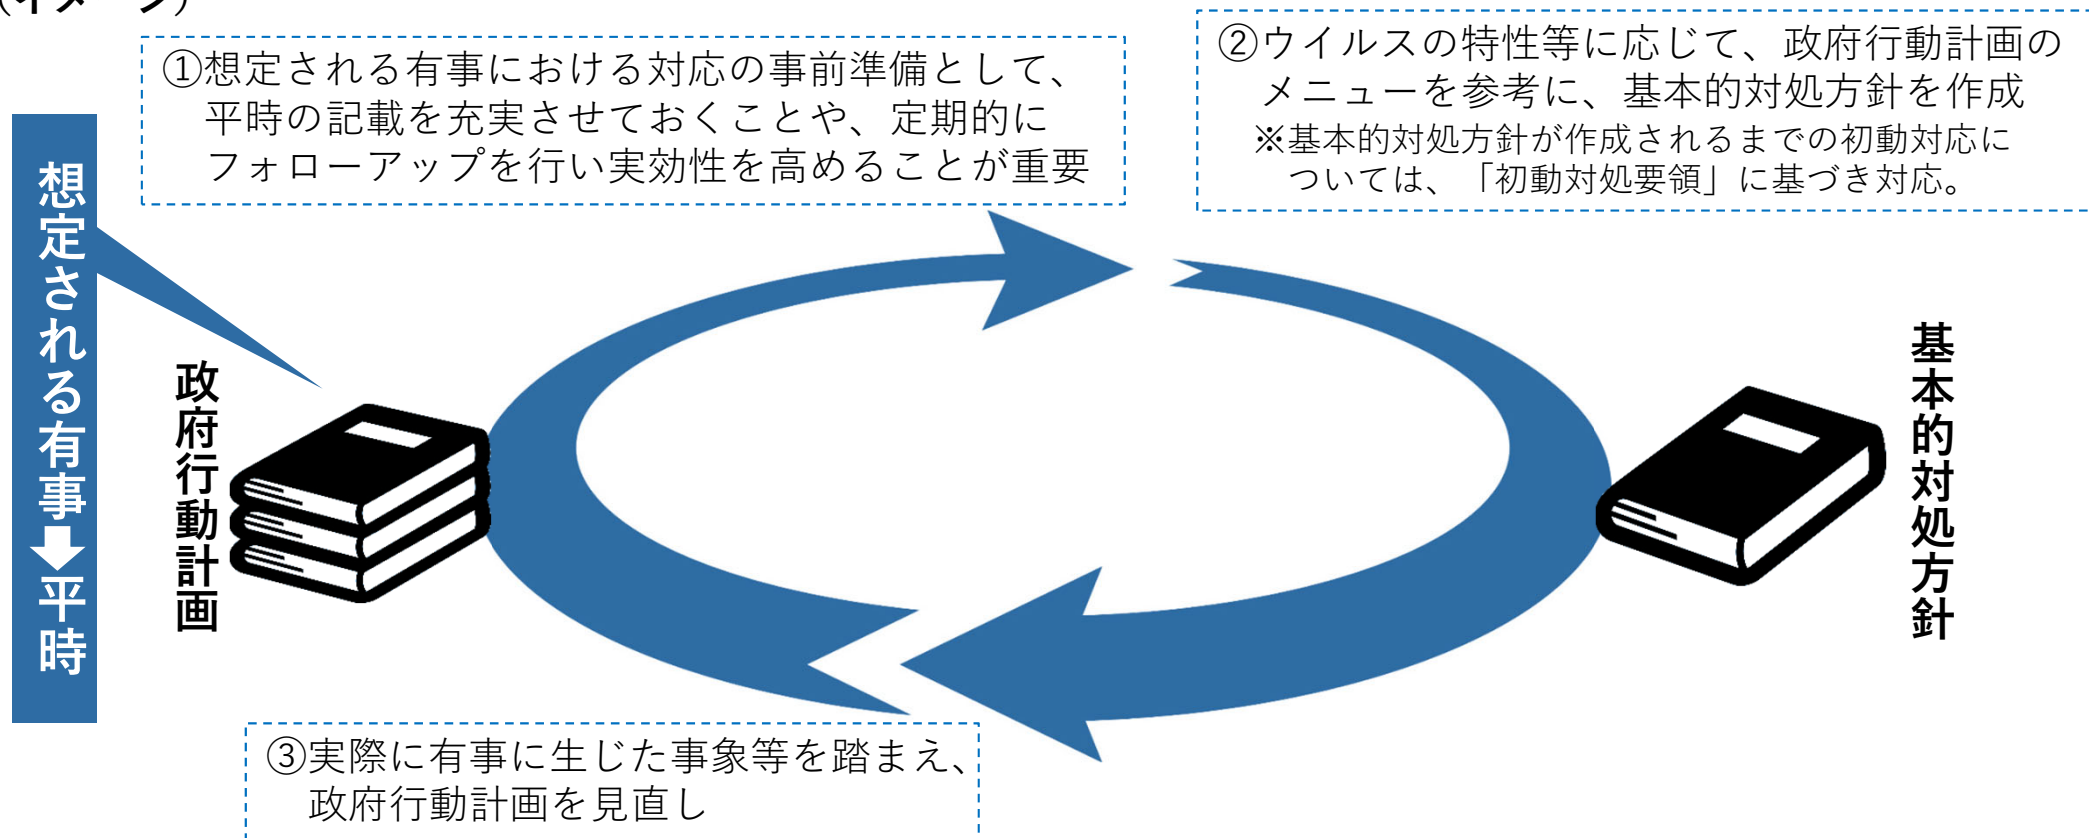 (イメージ)
①想定される有事における対応の事前準備として、
平時の記載を充実させておくことや、定期的に
フォローアップを行い実効性を高めることが重要
②ウイルスの特性等に応じて、政府行動計画の
メニューを参考に、基本的対処方針を作成
※基本的対処方針が作成されるまでの初動対応に
ついては、「初動対処要領」に基づき対応。
想定される有事➡平時
政府行動計画
基本的対処方針
③実際に有事に生じた事象等を踏まえ、
政府行動計画を見直し